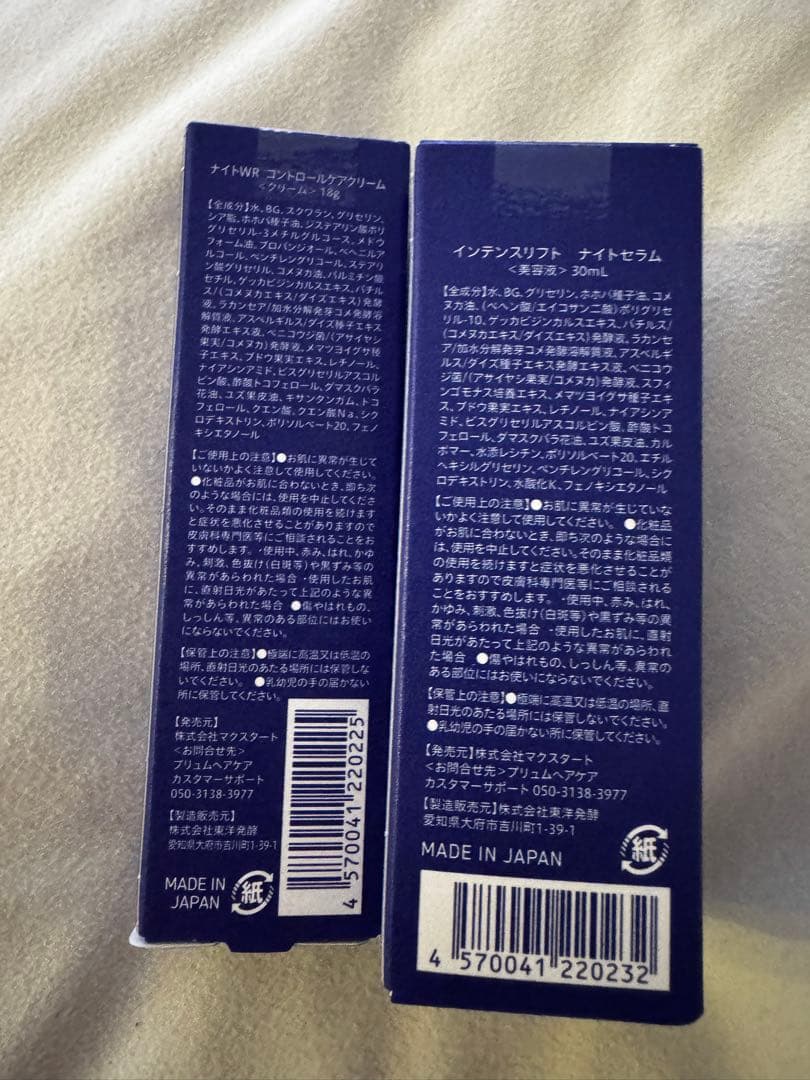 ナイトWR コントロールケアクリーム
<クリーム> 18g
【全成分】水、BG、スクワラン、グリセリン、
シア脂、ホホバ種子油、ジステアリン酸ポリ
グリセリル-3メチルグルコース、メドウ
フォーム油、プロパンジオール、ベヘニルア
ルコール、ペンチレングリコール、ステアリ
ン酸グリセリル、コメヌカ油、パルミチン酸
セチル、ゲッカビジンカルスエキス、バチル
ス/(コメヌカエキス/ダイズエキス)発酵
液、ラカンセア/加水分解発芽コメ発酵溶
解質液、アスペルギルス/ダイズ種子エキス
発酵エキス液、ベニコウジ菌/(アサイヤシ
果実/コメヌカ)発酵液、メマツヨイグサ種
子エキス、ブドウ果実エキス、レチノール、
ナイアシンアミド、ビスグリセリルアスコル
ビン酸、酢酸トコフェロール、ダマスクバラ
花油、ユズ果皮油、キサンタンガム、トコ
フェロール、クエン酸、クエン酸Na、シク
ロデキストリン、ポリソルベート20、フェノ
キシエタノール
【ご使用上の注意】●お肌に異常が生じて
いないかよく注意して使用してください。
●化粧品がお肌に合わないとき、即ち次
のような場合には、使用を中止してくださ
い。そのまま化粧品類の使用を続けます
と症状を悪化させることがありますので
皮膚科専門医等にご相談されることをお
すすめします。・使用中、赤み、はれ、かゆ
み、刺激、色抜け(白斑等)や黒ずみ等の
異常があらわれた場合 ・使用したお肌
に、直射日光があたって上記のような異
常があらわれた場合 ●傷やはれもの、
しっしん等、異常のある部位にはお使い
にならないでください。
【保管上の注意】●極端に高温又は低温の
場所、直射日光のあたる場所には保管しな
いでください。 ●乳幼児の手の届かない
所に保管してください。
【発売元】
株式会社マクスタート
<お問合せ先>
プリュムヘアケア
カスタマーサポート
050-3138-3977
【製造販売元】
株式会社東洋発酵
愛知県大府市吉川町1-39-1
MADE IN
JAPAN
紙
4 570041 220225
インテンスリフト ナイトセラム
<美容液> 30mL
【全成分】水、BG、グリセリン、ホホバ種子油、コメ
ヌカ油、(ベヘン酸/エイコサン二酸)ポリグリセ
リル-10、ゲッカビジンカルスエキス、バチルス/
(コメヌカエキス/ダイズエキス)発酵液、ラカンセ
ア/加水分解発芽コメ発酵溶解質液、アスペルギ
ルス/ダイズ種子エキス発酵エキス液、ベニコウ
ジ菌/(アサイヤシ果実/コメヌカ)発酵液、スフィ
ンゴモナス培養エキス、メマツヨイグサ種子エキ
ス、ブドウ果実エキス、レチノール、ナイアシンア
ミド、ビスグリセリルアスコルビン酸、酢酸トコ
フェロール、ダマスクバラ花油、ユズ果皮油、カル
ボマー、水添レシチン、ポリソルベート20、エチル
ヘキシルグリセリン、ペンチレングリコール、シク
ロデキストリン、水酸化K、フェノキシエタノール
【ご使用上の注意】●お肌に異常が生じていな
いかよく注意して使用してください。 ●化粧品
がお肌に合わないとき、即ち次のような場合に
は、使用を中止してください。そのまま化粧品類
の使用を続けますと症状を悪化させることが
ありますので皮膚科専門医等にご相談される
ことをおすすめします。 ・使用中、赤み、はれ、
かゆみ、刺激、色抜け(白斑等)や黒ずみ等の異
常があらわれた場合 ・使用したお肌に、直射
日光があたって上記のような異常があらわれ
た場合 ●傷やはれもの、しっしん等、異常の
ある部位にはお使いにならないでください。
【保管上の注意】●極端に高温又は低温の場所、直
射日光のあたる場所には保管しないでください。
●乳幼児の手の届かない所に保管してください。
【発売元】株式会社マクスタート
<お問合せ先>プリュムヘアケア
カスタマーサポート 050-3138-3977
【製造販売元】株式会社東洋発酵
愛知県大府市吉川町1-39-1
MADE IN JAPAN
紙
4 570041 220232